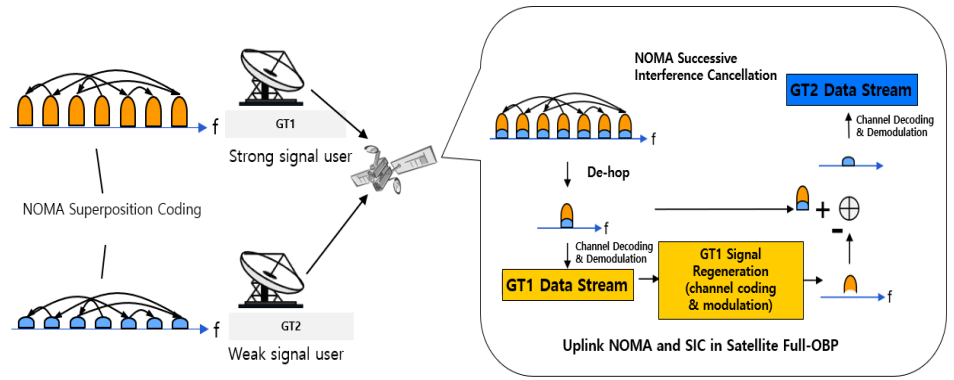 f
GT1
Strong signal user
NOMA Superposition Coding
f
GT2
Weak signal user
NOMA Successive
Interference Cancellation
GT2 Data Stream
Channel Decoding
& Demodulation
f
De-hop
+
f
-
Channel Decoding
& Demodulation
GT1 Data Stream
GT1 Signal
Regeneration
(channel coding
& modulation)
f
Uplink NOMA and SIC in Satellite Full-OBP